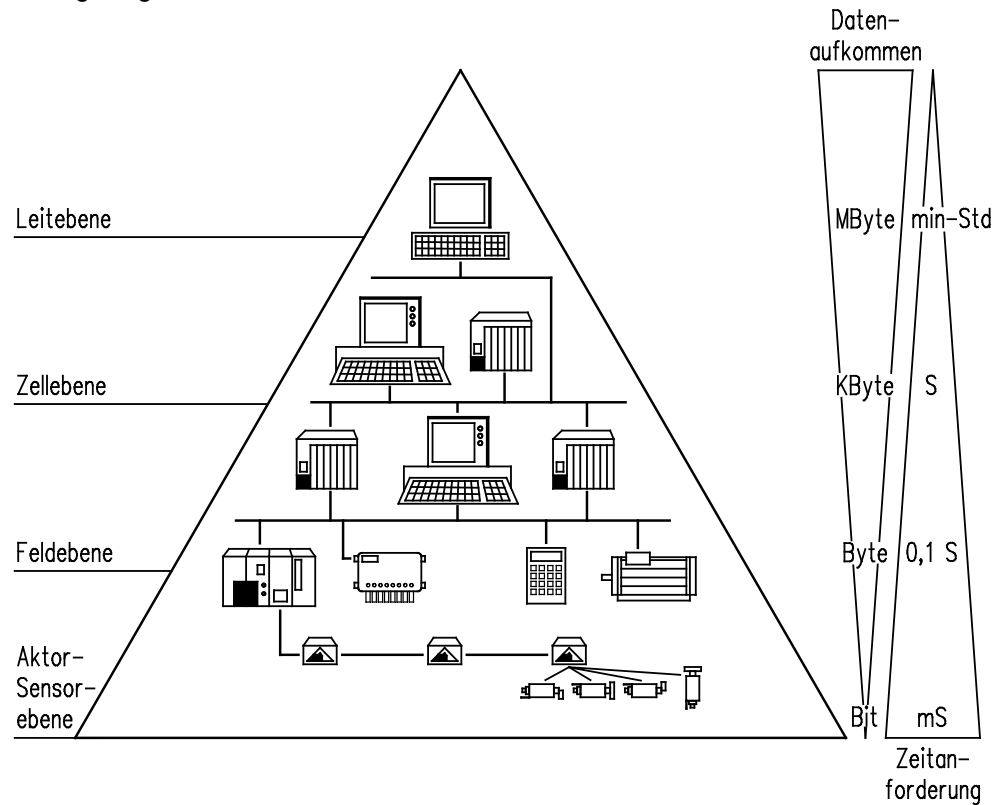 Daten-
aufkommen
Leitebene
MByte
min-Std
Zellebene
KByte
S
Feldebene
Byte
0,1 S
Aktor-
Sensor-
ebene
Bit
mS
Zeitan-
forderung